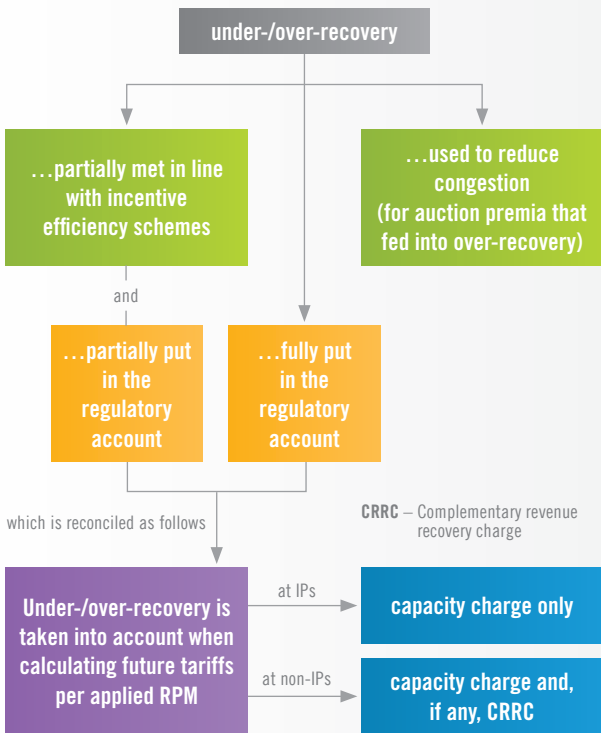 under-/over-recovery
…partially met in line
with incentive
efficiency schemes
…used to reduce
congestion
(for auction premia that
fed into over-recovery)
and
…partially put
in the
regulatory
account
…fully put
in the
regulatory
account
which is reconciled as follows
CRRC – Complementary revenue
recovery charge
Under-/over-recovery is
taken into account when
calculating future tariffs
per applied RPM
at IPs
capacity charge only
at non-IPs
capacity charge and,
if any, CRRC